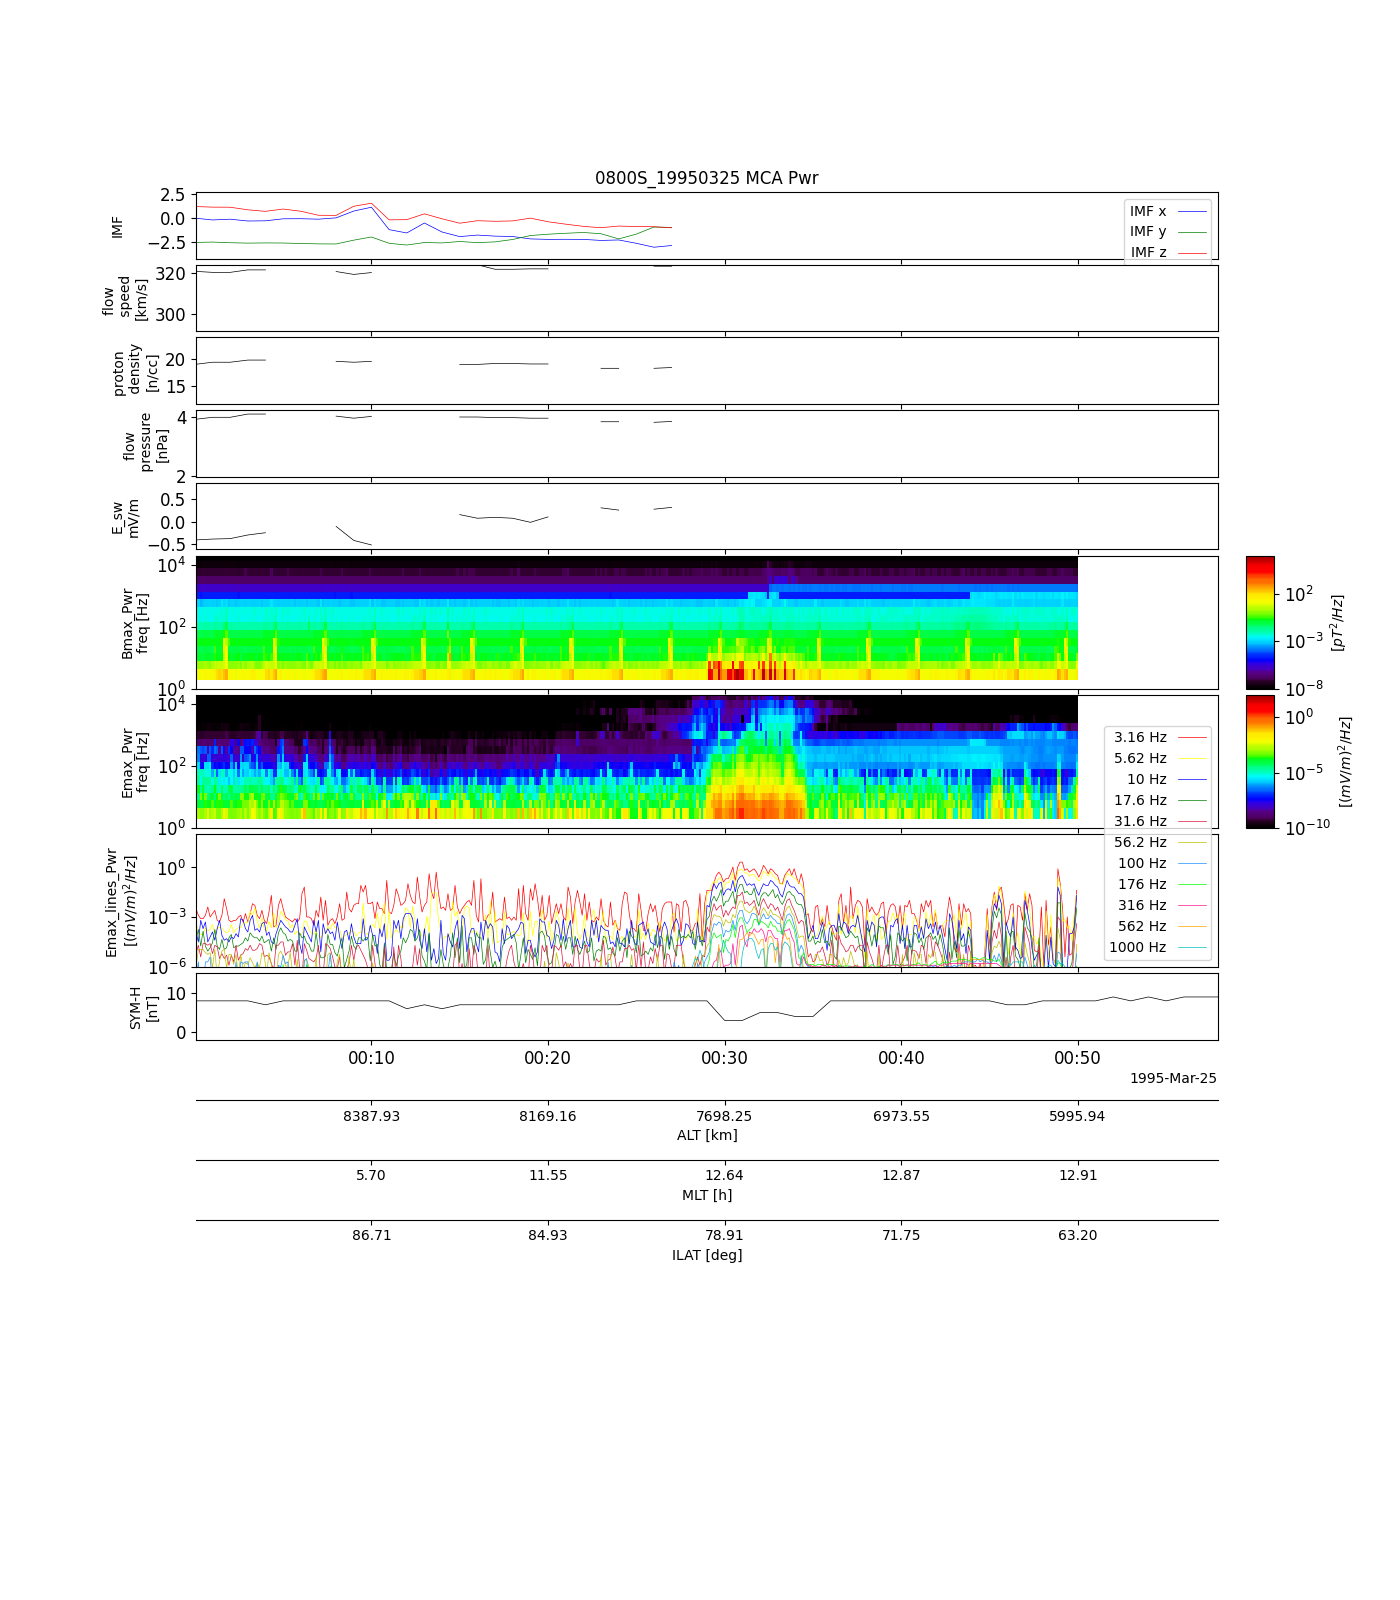 0800S_19950325 MCA Pwr
2.5
0.0
−2.5
IMF
IMF x
IMF y
IMF z
320
300
flow
speed
[km/s]
20
15
proton
density
[n/cc]
4
2
flow
pressure
[nPa]
0.5
0.0
−0.5
E_sw
mV/m
10^4
10^2
10^0
Bmax_Pwr
freq [Hz]
10^2
10^−3
10^−8
[pT^2/Hz]
10^4
10^2
10^0
Emax_Pwr
freq [Hz]
10^0
10^−5
10^−10
[(mV/m)^2/Hz]
3.16 Hz
5.62 Hz
10 Hz
17.6 Hz
31.6 Hz
56.2 Hz
100 Hz
176 Hz
316 Hz
562 Hz
1000 Hz
10^0
10^−3
10^−6
Emax_lines_Pwr
[(mV/m)^2/Hz]
10
0
SYM-H
[nT]
00:10 00:20 00:30 00:40 00:50
1995-Mar-25
8387.93 8169.16 7698.25 6973.55 5995.94
ALT [km]
5.70 11.55 12.64 12.87 12.91
MLT [h]
86.71 84.93 78.91 71.75 63.20
ILAT [deg]